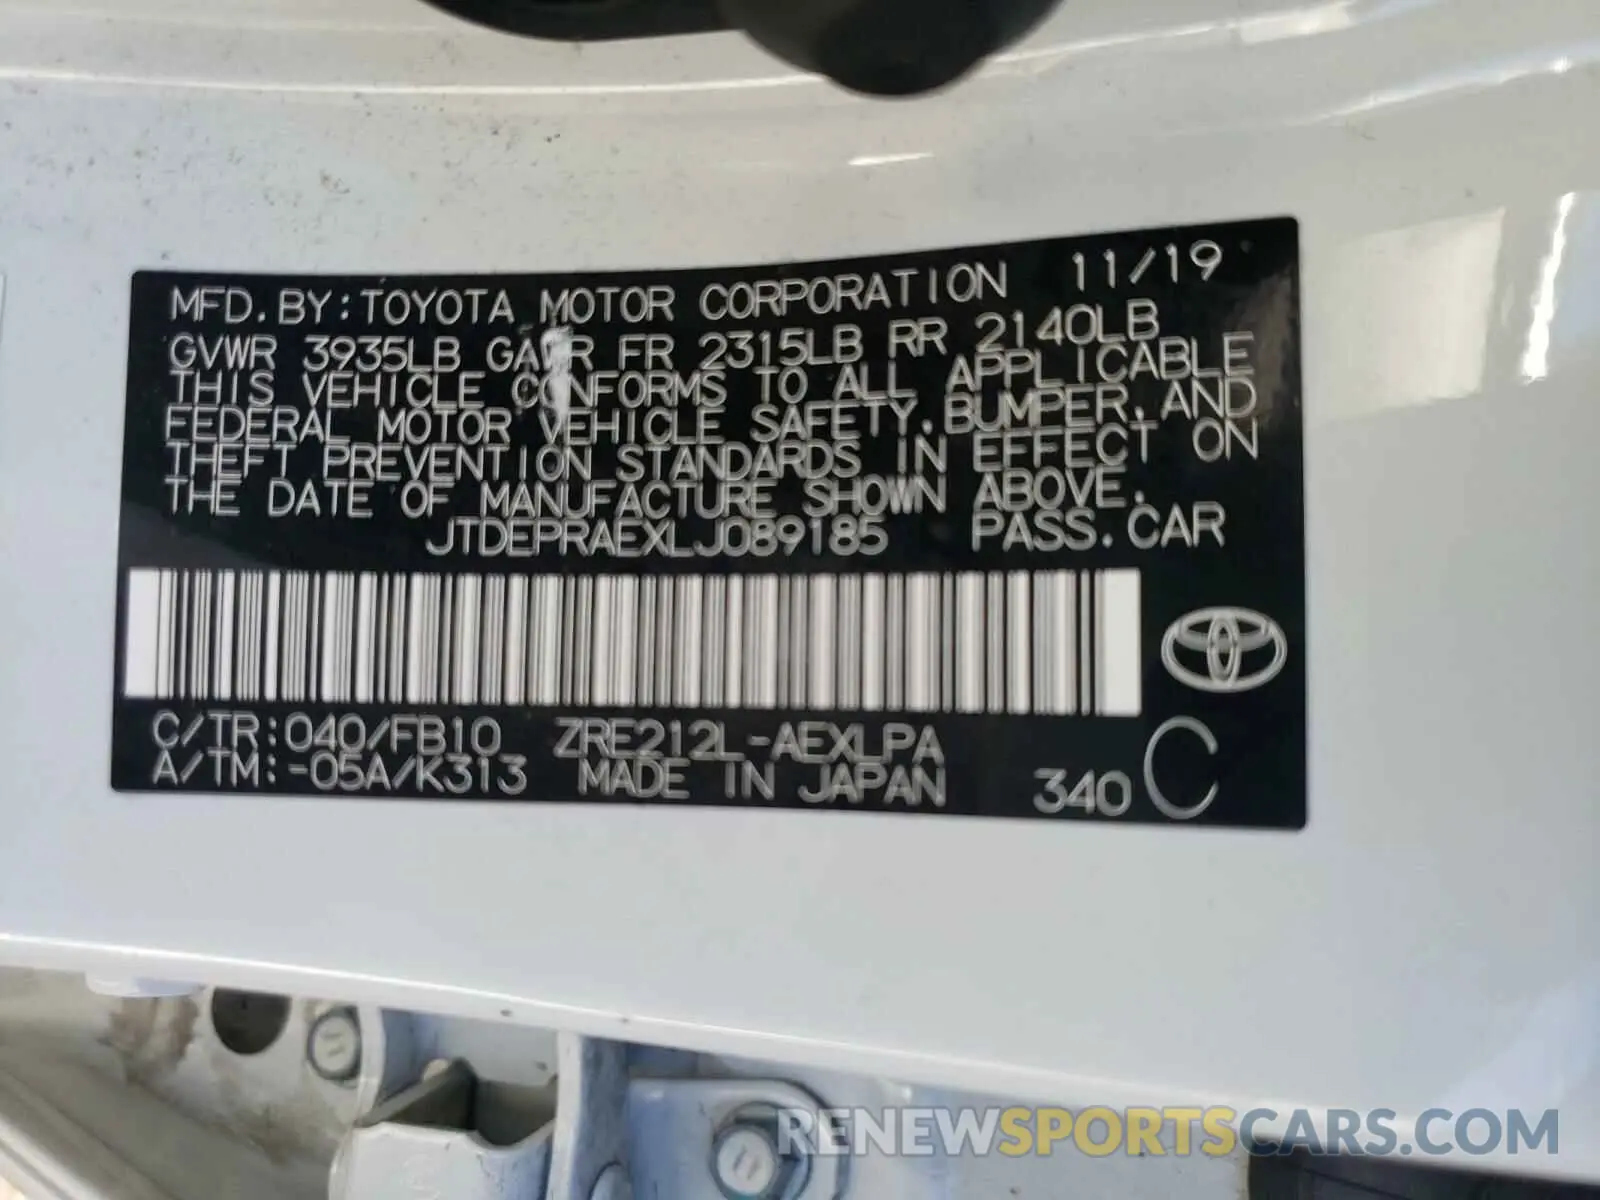 MFD.BY:TOYOTA MOTOR CORPORATION 11/19
GVWR 3935LB GAWR FR 2315LB RR 2140LB
THIS VEHICLE CONFORMS TO ALL APPLICABLE
FEDERAL MOTOR VEHICLE SAFETY,BUMPER,AND
THEFT PREVENTION STANDARDS IN EFFECT ON
THE DATE OF MANUFACTURE SHOWN ABOVE.
JTDEPRAEXLJ089185 PASS.CAR
C/TR:040/FB10 ZRE212L-AEXLPA
A/TM:-05A/K313 MADE IN JAPAN 340 C
RENEWSPORTSCARS.COM